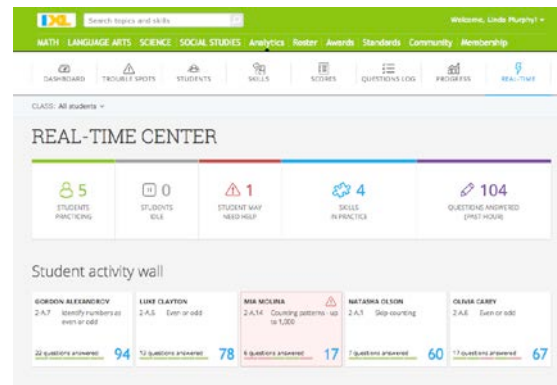 IXL Search topics and skills Welcome, Linda Murphy!
MATH LANGUAGE ARTS SCIENCE SOCIAL STUDIES Analytics Roster Awards Standards Community Membership
DASHBOARD TROUBLE SPOTS STUDENTS SKILLS SCORES QUESTIONS LOG PROGRESS REAL-TIME
CLASS: All students
REAL-TIME CENTER
5 0 1 4 104
STUDENTS STUDENTS STUDENT MAY SKILLS QUESTIONS ANSWERED
PRACTICING IDLE NEED HELP IN PRACTICE (PAST HOUR)
Student activity wall
GORDON ALEXANDROV LUKE CLAYTON MIA MOLINA NATASHA OLSON OLIVIA CAREY
2-A.7 Identify numbers as 2-A.5 Even or odd 2-A.14 Counting patterns - up 2-A.1 Skip counting 2-A.6 Even or odd
even or odd to 1,000
22 questions answered 94 12 questions answered 78 6 questions answered 17 7 questions answered 60 17 questions answered 67